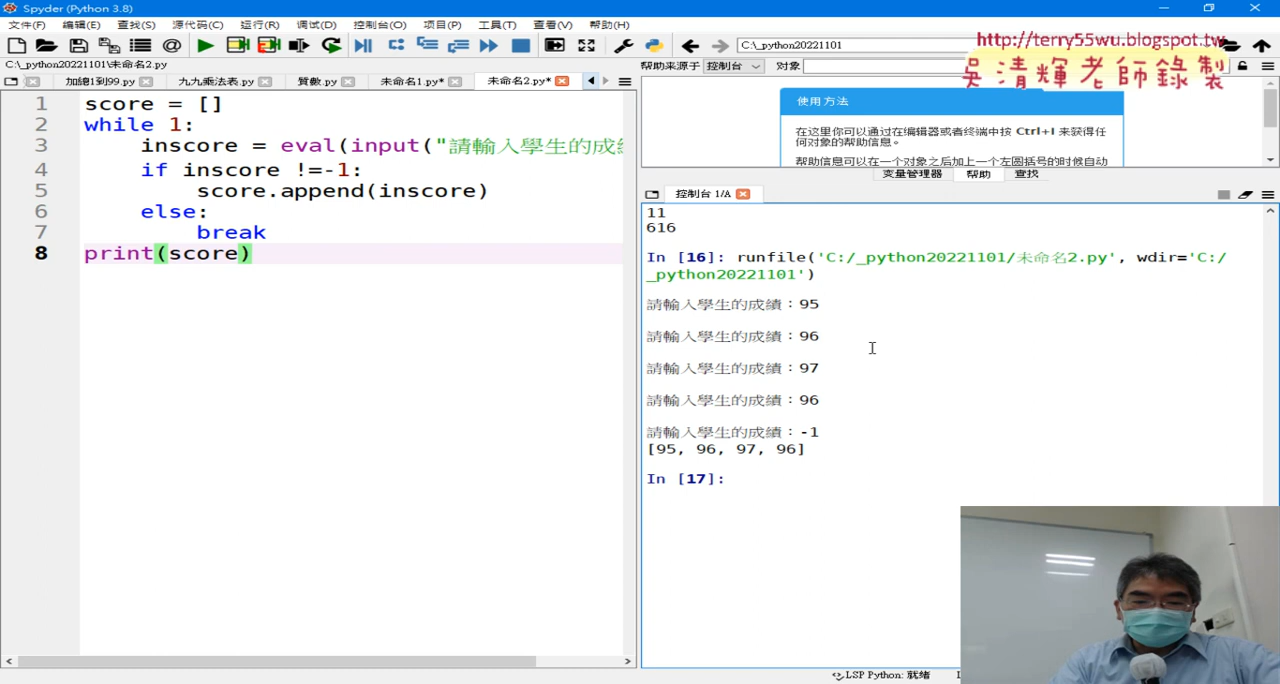 Spyder (Python 3.8)
文件(F) 编辑(E) 查找(S) 源代码(C) 运行(R) 调试(D) 控制台(O) 项目(P) 工具(T) 查看(V) 帮助(H)
C:\_python20221101
http://terry55wu.blogspot.tw
吳清輝老師錄製
C:\_python20221101\未命名2.py
帮助来源于 控制台 对象
加總1到99.py 九九乘法表.py 質數.py 未命名1.py* 未命名2.py*
1 score = []
2 while 1:
3 inscore = eval(input("請輸入學生的成績
4 if inscore !=-1:
5 score.append(inscore)
6 else:
7 break
8 print(score)
使用方法
在这里你可以通过在编辑器或者终端中按 Ctrl+I 来获得任
何对象的帮助信息。
帮助信息可以在一个对象之后加上一个左圆括号的时候自动
变量管理器 帮助 查找
控制台 1/A
11
616
In [16]: runfile('C:/_python20221101/未命名2.py', wdir='C:/
_python20221101')
請輸入學生的成績：95
請輸入學生的成績：96
請輸入學生的成績：97
請輸入學生的成績：96
請輸入學生的成績：-1
[95, 96, 97, 96]
In [17]:
LSP Python: 就绪